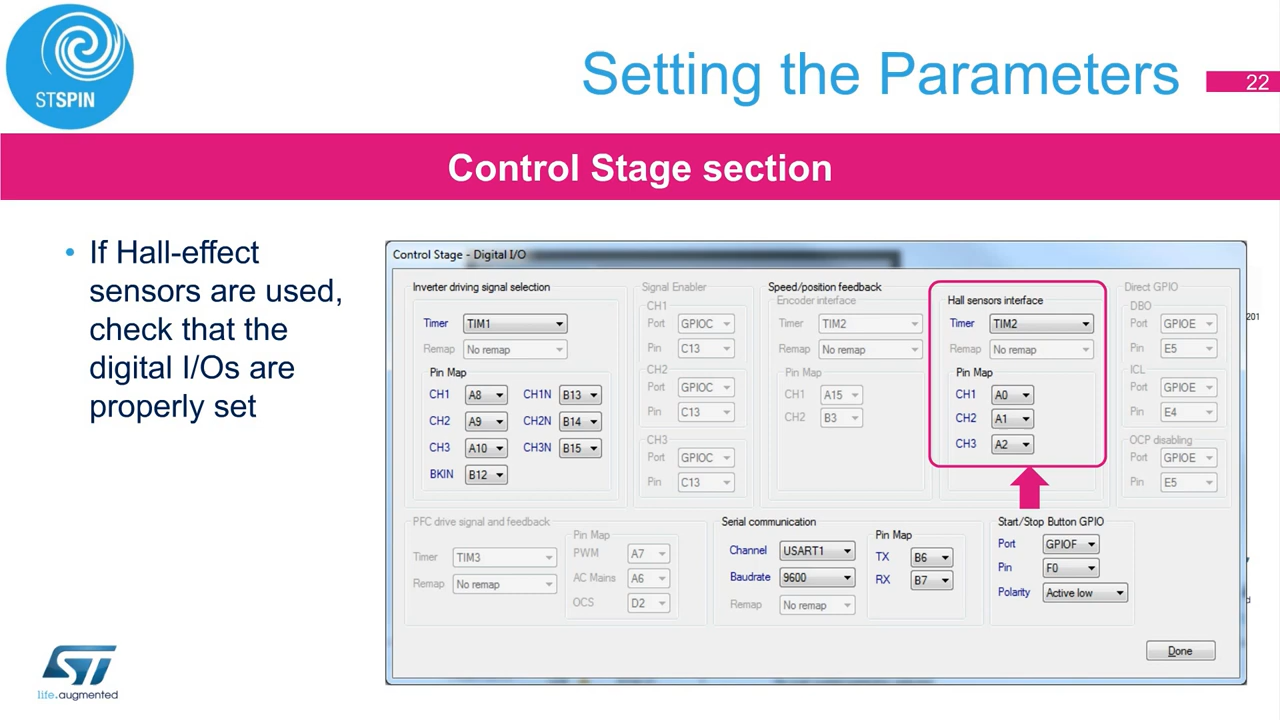 STSPIN
Setting the Parameters
22
Control Stage section
• If Hall-effect
sensors are used,
check that the
digital I/Os are
properly set
Control Stage - Digital I/O
Inverter driving signal selection
Timer TIM1
Remap No remap
Pin Map
CH1 A8 CH1N B13
CH2 A9 CH2N B14
CH3 A10 CH3N B15
BKIN B12
Signal Enabler
CH1
Port GPIOC
Pin C13
CH2
Port GPIOC
Pin C13
CH3
Port GPIOC
Pin C13
Speed/position feedback
Encoder interface
Timer TIM2
Remap No remap
Pin Map
CH1 A15
CH2 B3
Hall sensors interface
Timer TIM2
Remap No remap
Pin Map
CH1 A0
CH2 A1
CH3 A2
Direct GPIO
DBO
Port GPIOE
Pin E5
ICL
Port GPIOE
Pin E4
OCP disabling
Port GPIOE
Pin E5
201
PFC drive signal and feedback
Timer TIM3
Remap No remap
Pin Map
PWM A7
AC Mains A6
OCS D2
Serial communication
Channel USART1
Baudrate 9600
Remap No remap
Pin Map
TX B6
RX B7
Start/Stop Button GPIO
Port GPIOF
Pin F0
Polarity Active low
Done
ST
life.augmented